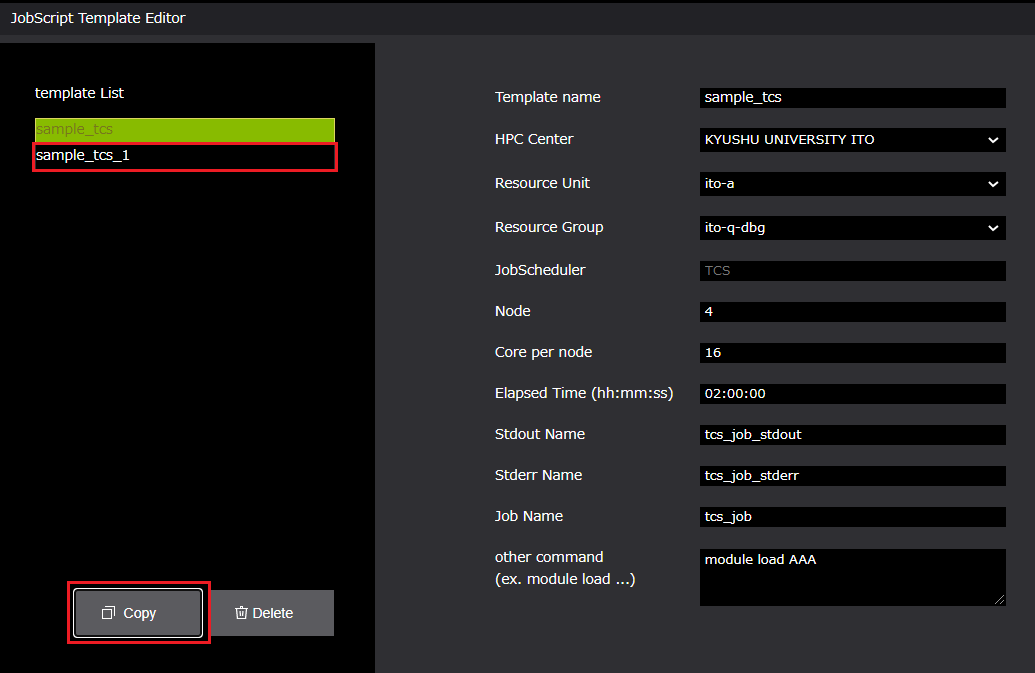 JobScript Template Editor
template List
sample_tcs
sample_tcs_1
Copy
Delete
Template name
sample_tcs
HPC Center
KYUSHU UNIVERSITY ITO
Resource Unit
ito-a
Resource Group
ito-q-dbg
JobScheduler
TCS
Node
4
Core per node
16
Elapsed Time (hh:mm:ss)
02:00:00
Stdout Name
tcs_job_stdout
Stderr Name
tcs_job_stderr
Job Name
tcs_job
other command
(ex. module load ...)
module load AAA